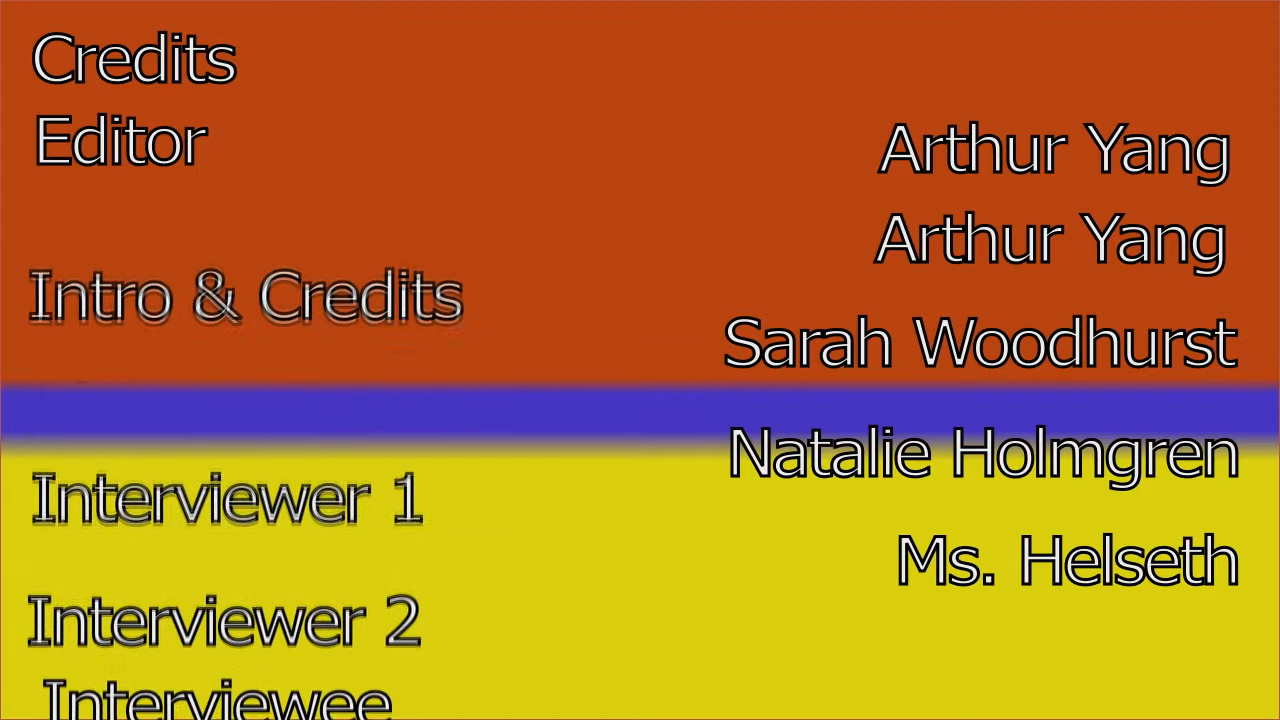 Credits
Editor
Arthur Yang
Arthur Yang
Intro & Credits
Sarah Woodhurst
Natalie Holmgren
Interviewer 1
Ms. Helseth
Interviewer 2
Interviewee